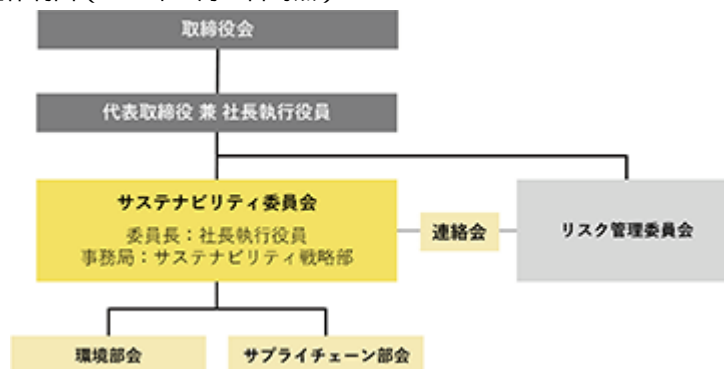 取締役会
代表取締役 兼 社長執行役員
サステナビリティ委員会
委員長：社長執行役員
事務局：サステナビリティ戦略部
連絡会
リスク管理委員会
環境部会
サプライチェーン部会